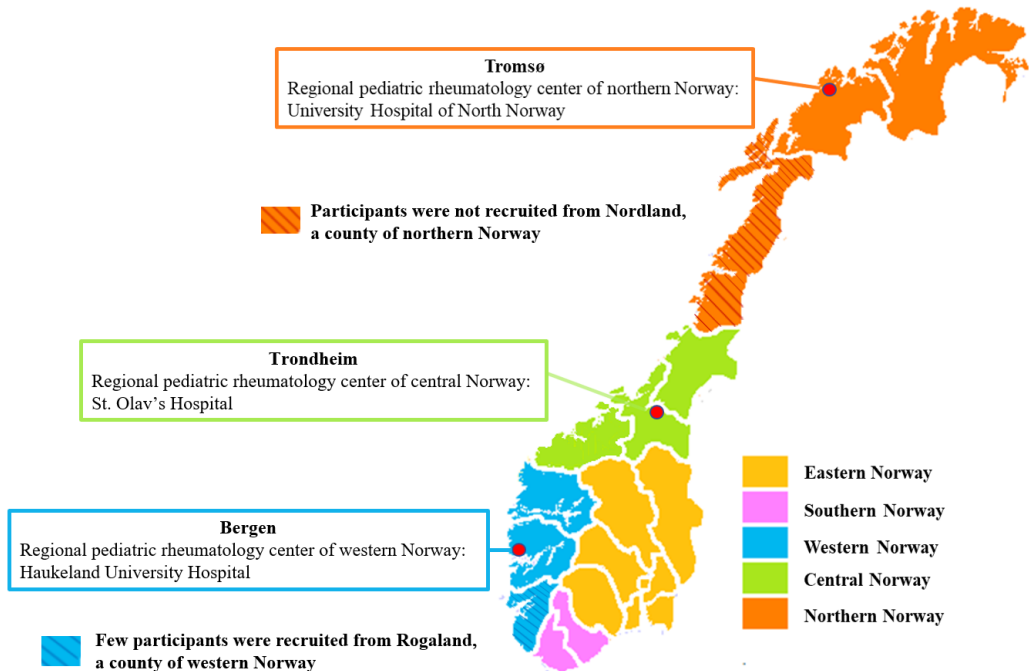 Tromsø
Regional pediatric rheumatology center of northern Norway:
University Hospital of North Norway
Participants were not recruited from Nordland,
a county of northern Norway
Trondheim
Regional pediatric rheumatology center of central Norway:
St. Olav's Hospital
Bergen
Regional pediatric rheumatology center of western Norway:
Haukeland University Hospital
Few participants were recruited from Rogaland,
a county of western Norway
Eastern Norway
Southern Norway
Western Norway
Central Norway
Northern Norway